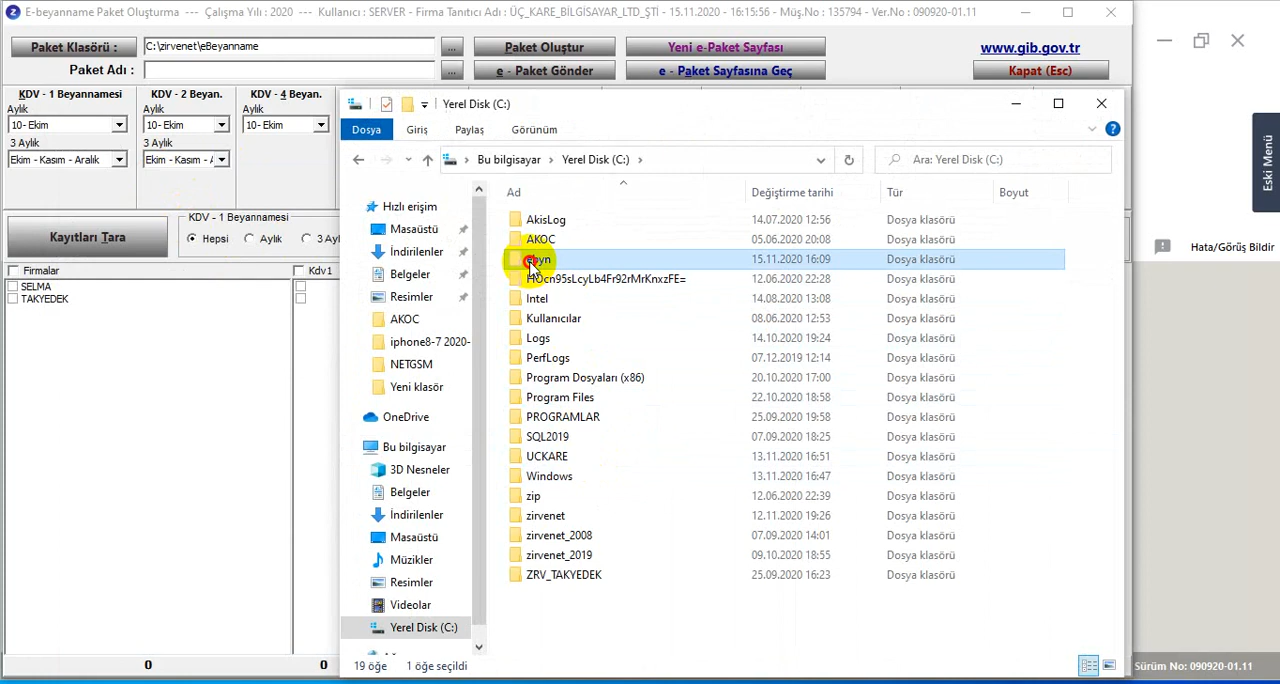 E-beyanname Paket Oluşturma --- Çalışma Yılı : 2020 --- Kullanıcı : SERVER - Firma Tanıtıcı Adı : ÜÇ_KARE_BİLGİSAYAR_LTD_ŞTİ - 15.11.2020 - 16:15:56 - Müş.No : 135794 - Ver.No : 090920-01.11
Paket Klasörü :
C:\zirvenet\eBeyanname
...
Paket Oluştur
Yeni e-Paket Sayfası
www.gib.gov.tr
Paket Adı :
...
e - Paket Gönder
e - Paket Sayfasına Geç
Kapat (Esc)
KDV - 1 Beyannamesi
KDV - 2 Beyan.
KDV - 4 Beyan.
Aylık
Aylık
Aylık
10- Ekim
10- Ekim
10- Ekim
3 Aylık
3 Aylık
Ekim - Kasım - Aralık
Kayıtları Tara
KDV - 1 Beyannamesi
Hepsi
Aylık
Firmalar
Kdv1
SELMA
TAKYEDEK
0
0
Yerel Disk (C:)
Dosya
Giriş
Paylaş
Görünüm
Bu bilgisayar
Yerel Disk (C:)
Ara: Yerel Disk (C:)
Hızlı erişim
Masaüstü
İndirilenler
Belgeler
Resimler
AKOC
iphone8-7 2020-
NETGSM
Yeni klasör
OneDrive
Bu bilgisayar
3D Nesneler
Belgeler
İndirilenler
Masaüstü
Müzikler
Resimler
Videolar
Yerel Disk (C:)
Ad
Değiştirme tarihi
Tür
Boyut
AkisLog 14.07.2020 12:56 Dosya klasörü
AKOC 05.06.2020 20:08 Dosya klasörü
ebyn 15.11.2020 16:09 Dosya klasörü
12.06.2020 22:28 Dosya klasörü
Intel 14.08.2020 13:08 Dosya klasörü
Kullanıcılar 08.06.2020 12:53 Dosya klasörü
Logs 14.10.2020 19:24 Dosya klasörü
PerfLogs 07.12.2019 12:14 Dosya klasörü
Program Dosyaları (x86) 20.10.2020 17:00 Dosya klasörü
Program Files 22.10.2020 18:58 Dosya klasörü
PROGRAMLAR 25.09.2020 19:58 Dosya klasörü
SQL2019 07.09.2020 18:25 Dosya klasörü
UCKARE 13.11.2020 16:51 Dosya klasörü
Windows 13.11.2020 16:47 Dosya klasörü
zip 12.06.2020 22:39 Dosya klasörü
zirvenet 12.11.2020 19:26 Dosya klasörü
zirvenet_2008 07.09.2020 14:01 Dosya klasörü
zirvenet_2019 09.10.2020 18:55 Dosya klasörü
ZRV_TAKYEDEK 25.09.2020 16:23 Dosya klasörü
19 öğe
1 öğe seçildi
Eski Menü
Hata/Görüş Bildir
Sürüm No: 090920-01.11